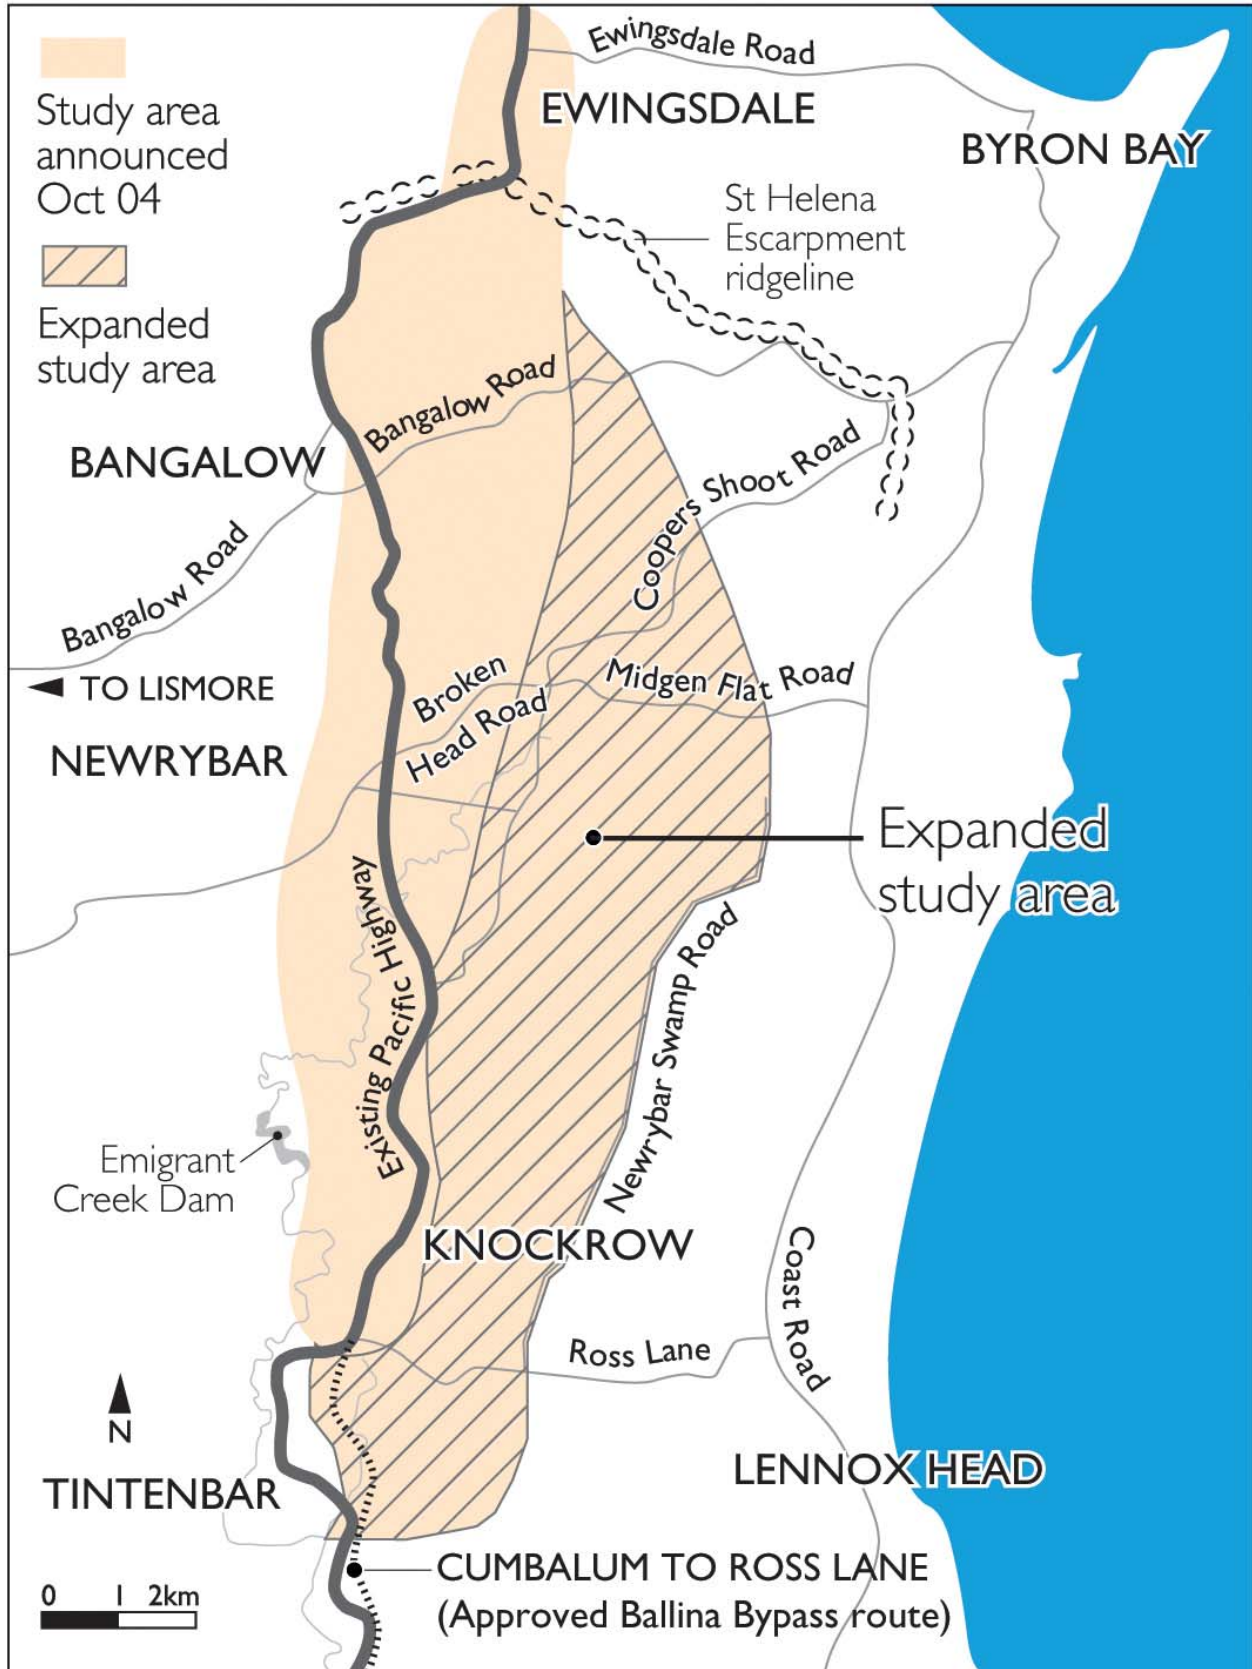 Ewingsdale Road
EWINGSDALE
BYRON BAY
Study area
announced
Oct 04
Expanded
study area
St Helena
Escarpment
ridgeline
Bangalow Road
BANGALOW
Coopers Shoot Road
Bangalow Road
TO LISMORE
Broken
Head Road
Midgen Flat Road
NEWRYBAR
Expanded
study area
Existing Pacific Highway
Newrybar Swamp Road
Emigrant
Creek Dam
KNOCKROW
Coast Road
Ross Lane
N
TINTENBAR
LENNOX HEAD
CUMBALUM TO ROSS LANE
(Approved Ballina Bypass route)
0 1 2km